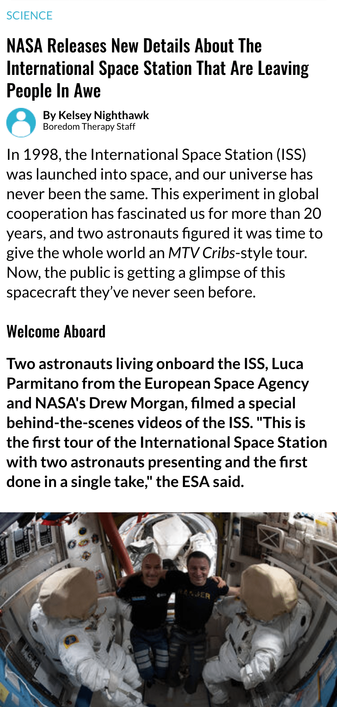 SCIENCE
NASA Releases New Details About The
International Space Station That Are Leaving
People In Awe
By Kelsey Nighthawk
Boredom Therapy Staff
In 1998, the International Space Station (ISS)
was launched into space, and our universe has
never been the same. This experiment in global
cooperation has fascinated us for more than 20
years, and two astronauts figured it was time to
give the whole world an MTV Cribs-style tour.
Now, the public is getting a glimpse of this
spacecraft they’ve never seen before.
Welcome Aboard
Two astronauts living onboard the ISS, Luca
Parmitano from the European Space Agency
and NASA's Drew Morgan, filmed a special
behind-the-scenes videos of the ISS. "This is
the first tour of the International Space Station
with two astronauts presenting and the first
done in a single take," the ESA said.